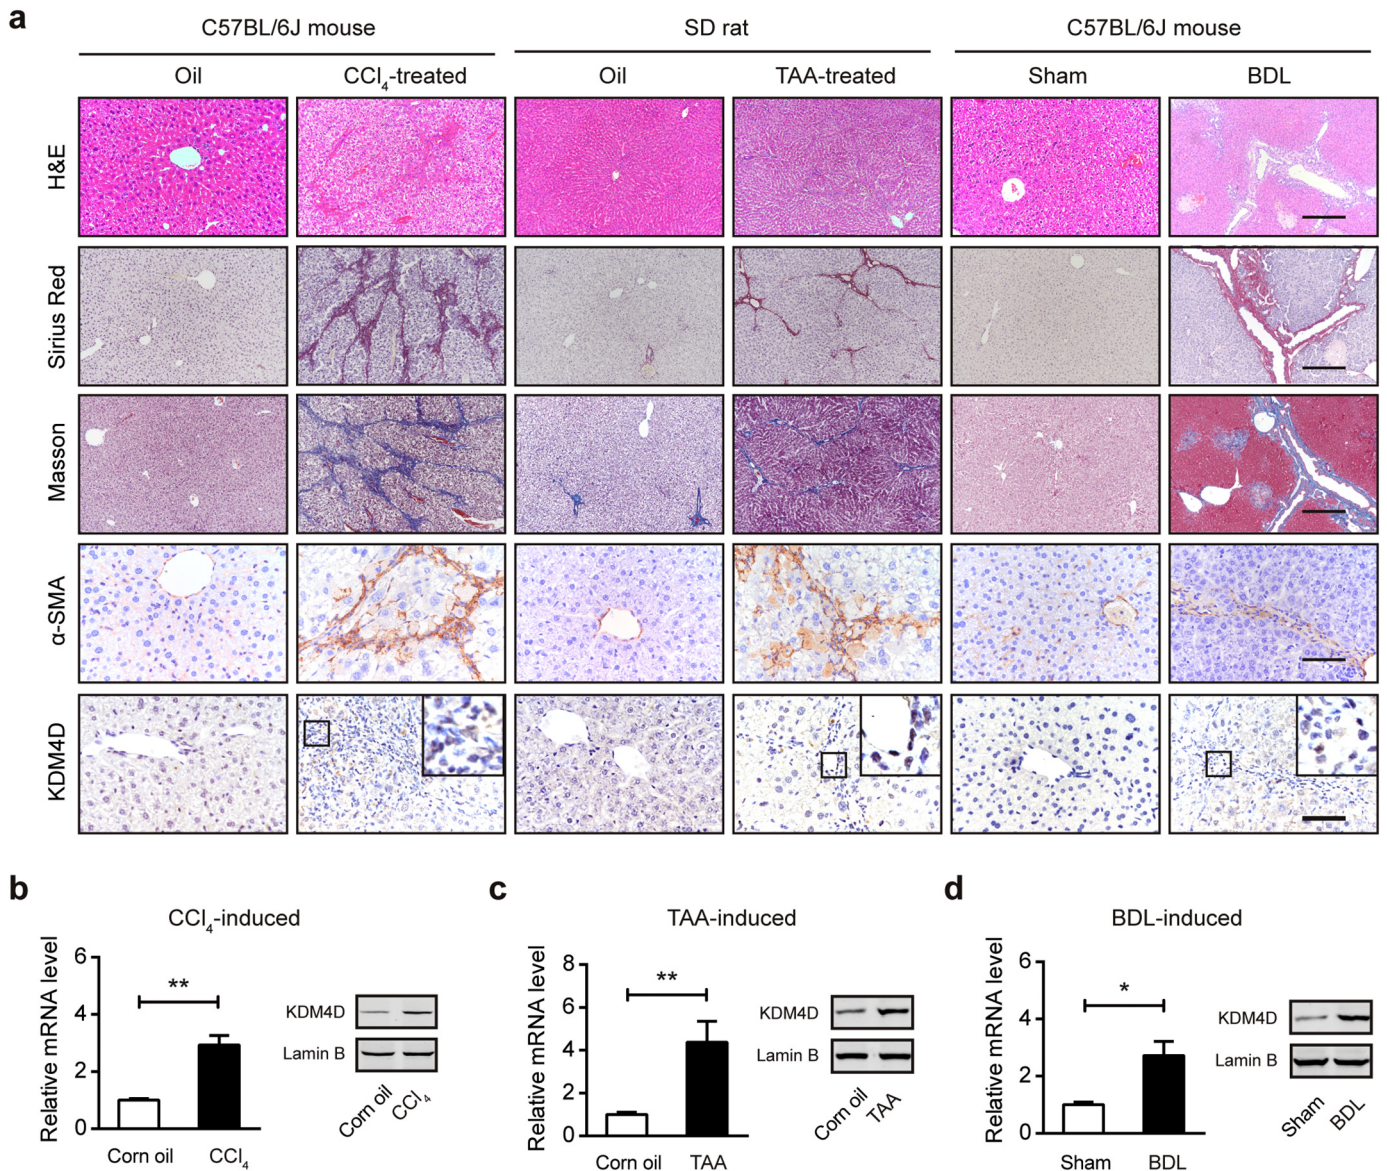 a
C57BL/6J mouse SD rat C57BL/6J mouse
Oil CCl₄-treated Oil TAA-treated Sham BDL
H&E
Sirius Red
Masson
α-SMA
KDM4D
b
CCl₄-induced
Relative mRNA level
6
4
2
0
**
Corn oil CCl₄
KDM4D
Lamin B
Corn oil CCl₄
c
TAA-induced
Relative mRNA level
8
6
4
2
0
**
Corn oil TAA
KDM4D
Lamin B
Corn oil TAA
d
BDL-induced
Relative mRNA level
6
4
2
0
*
Sham BDL
KDM4D
Lamin B
Sham BDL